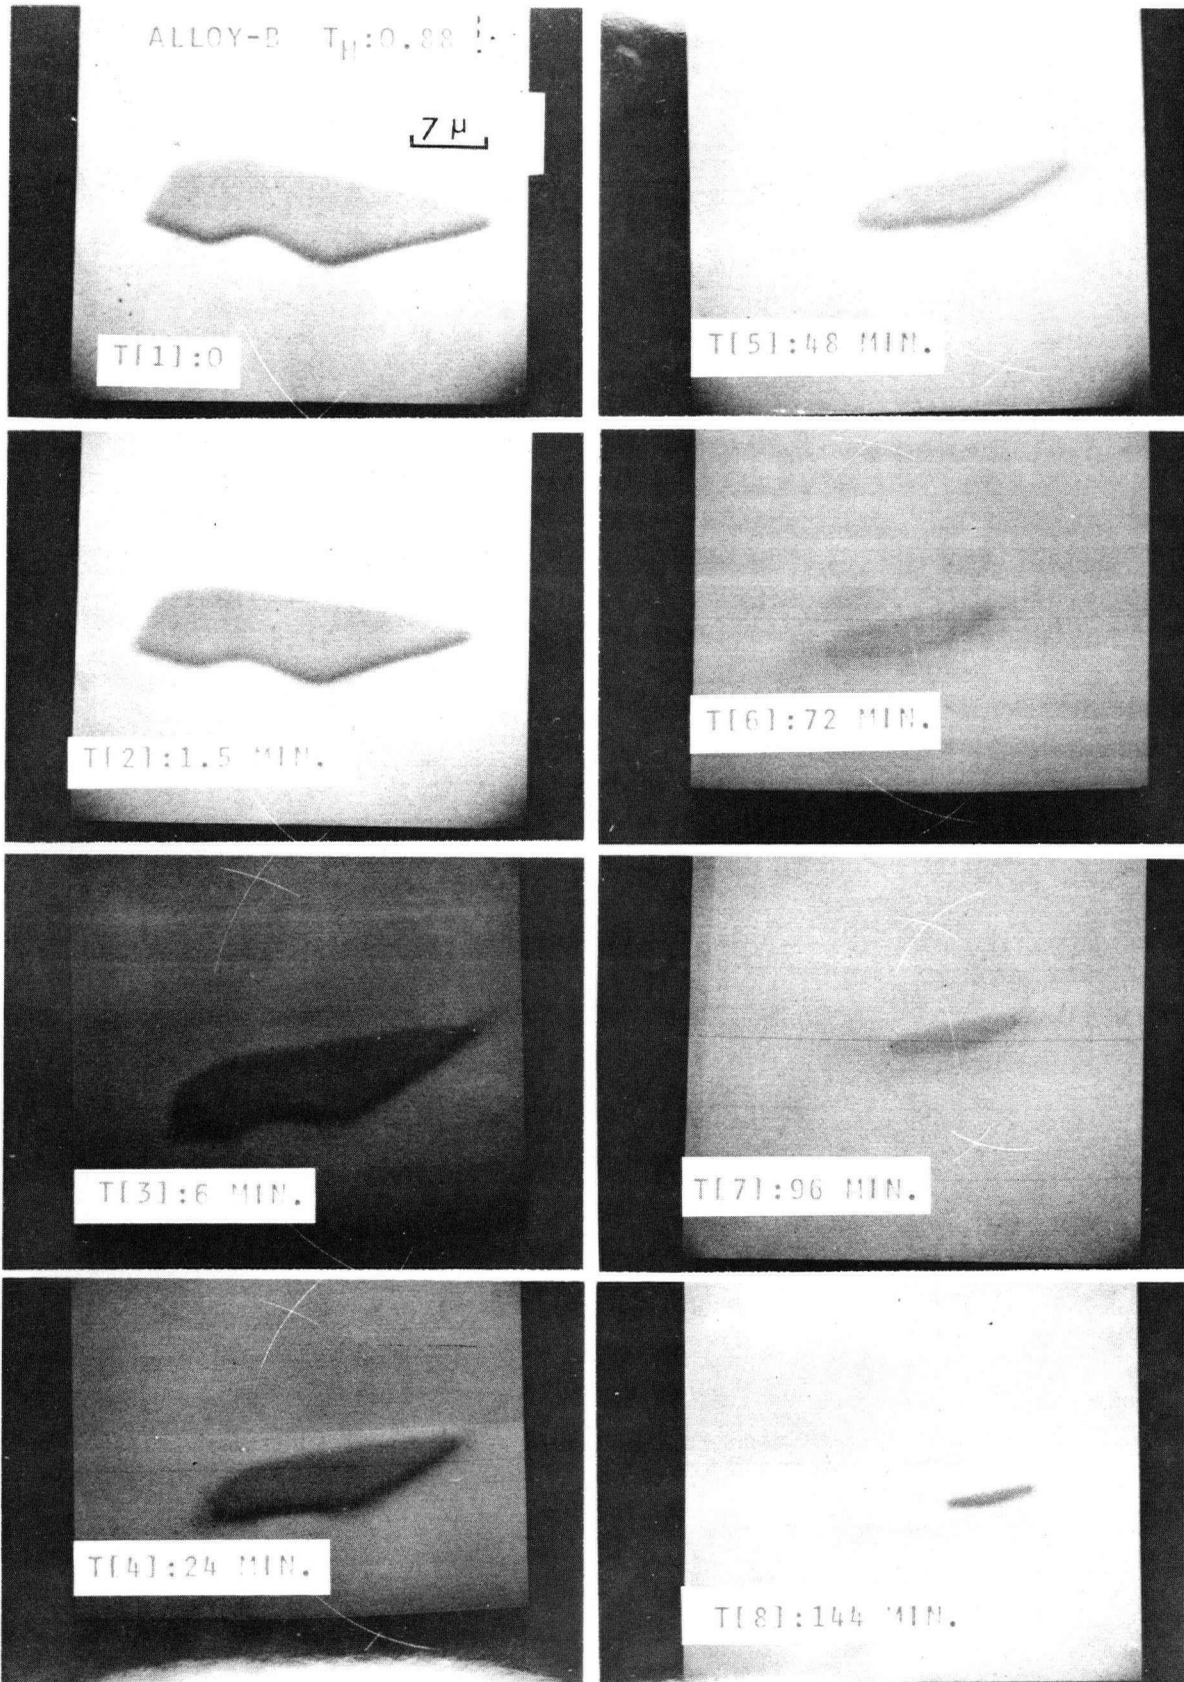 ALLOY-B T_H:0.88
7 μ
T[1]:0
T[2]:1.5 MIN.
T[3]:6 MIN.
T[4]:24 MIN.
T[5]:48 MIN.
T[6]:72 MIN.
T[7]:96 MIN.
T[8]:144 MIN.